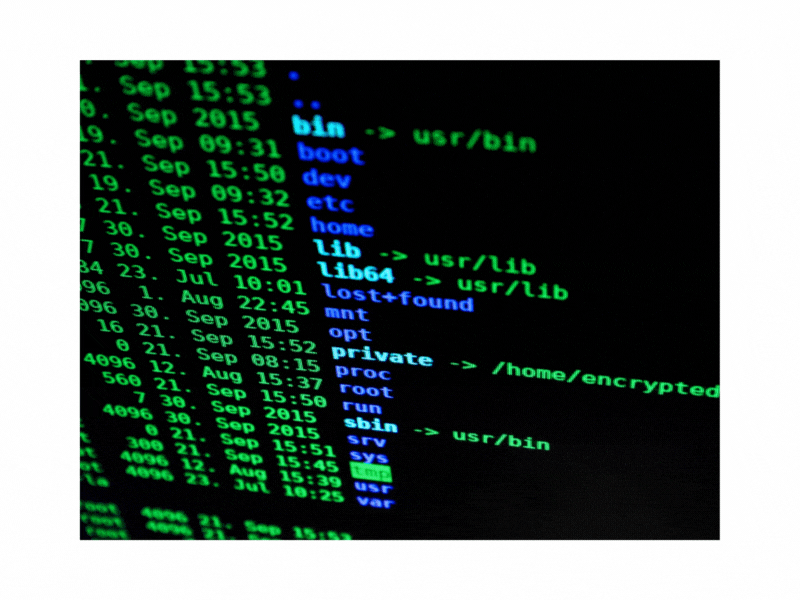 Sep 15:53 .
. Sep 15:53 ..
0. Sep 2015 bin -> usr/bin
19. Sep 09:31 boot
21. Sep 15:50 dev
19. Sep 09:32 etc
21. Sep 15:52 home
7 30. Sep 2015 lib -> usr/lib
7 30. Sep 2015 lib64 -> usr/lib
84 23. Jul 10:01 lost+found
096 1. Aug 22:45 mnt
096 30. Sep 2015 opt
16 21. Sep 15:52 private -> /home/encrypted
0 21. Sep 08:15 proc
4096 12. Aug 15:37 root
560 21. Sep 15:50 run
7 30. Sep 2015 sbin -> usr/bin
4096 30. Sep 2015 srv
0 21. Sep 15:51 sys
300 21. Sep 15:45 tmp
4096 12. Aug 15:39 usr
4096 23. Jul 10:25 var
root 4096 21. Sep 15:53
root 4096 21. Sep